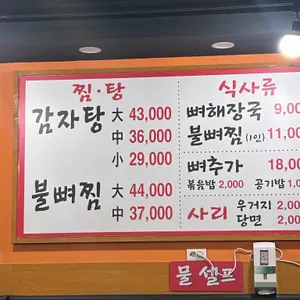 찜·탕
감자탕 大 43,000
中 36,000
小 29,000
불뼈찜 大 44,000
中 37,000
식사류
뼈해장국 9,00
불뼈찜(1인) 11,00
뼈추가 18,00
볶음밥 2,000 공기밥 1,0
사리 우거지 2,00
당면 2,00
물 셀프